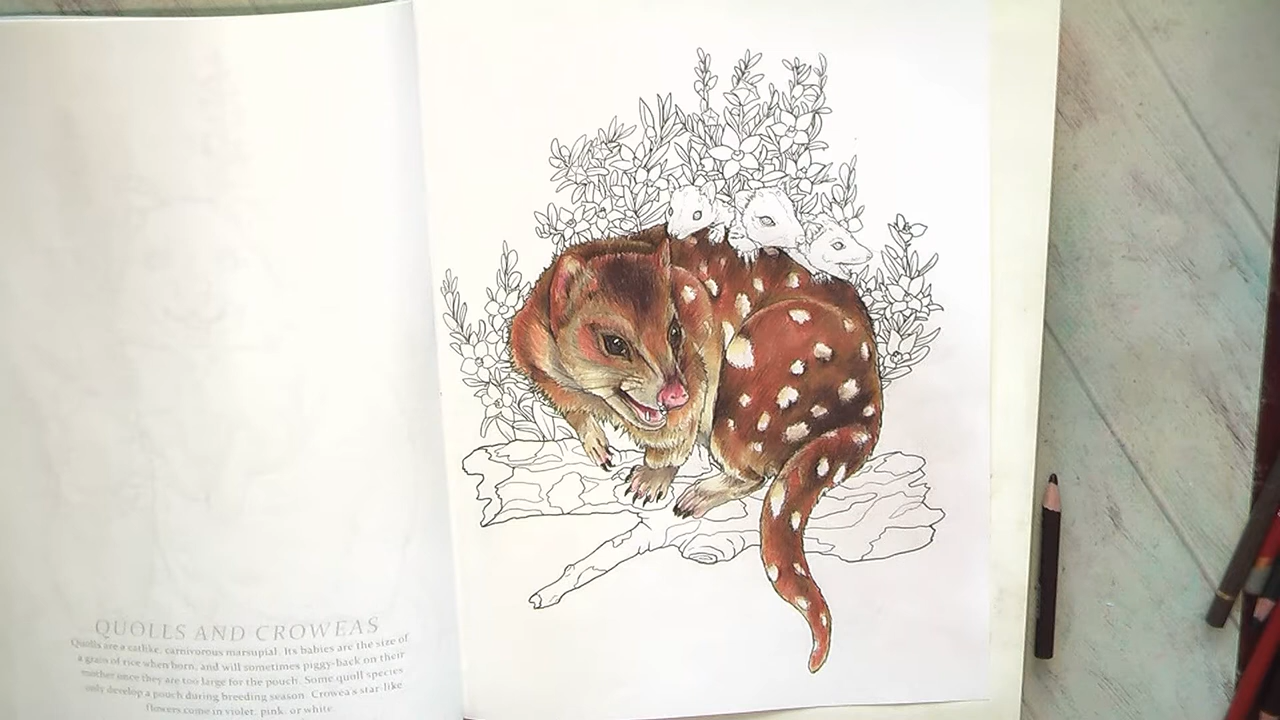 QUOLLS AND CROWEAS
Quolls are a catlike, carnivorous marsupial. Its babies are the size of
a grain of rice when born, and will sometimes piggy-back on their
mother once they are too large for the pouch. Some quoll species
only develop a pouch during breeding season. Crowea's star-like
flowers come in violet, pink, or white.